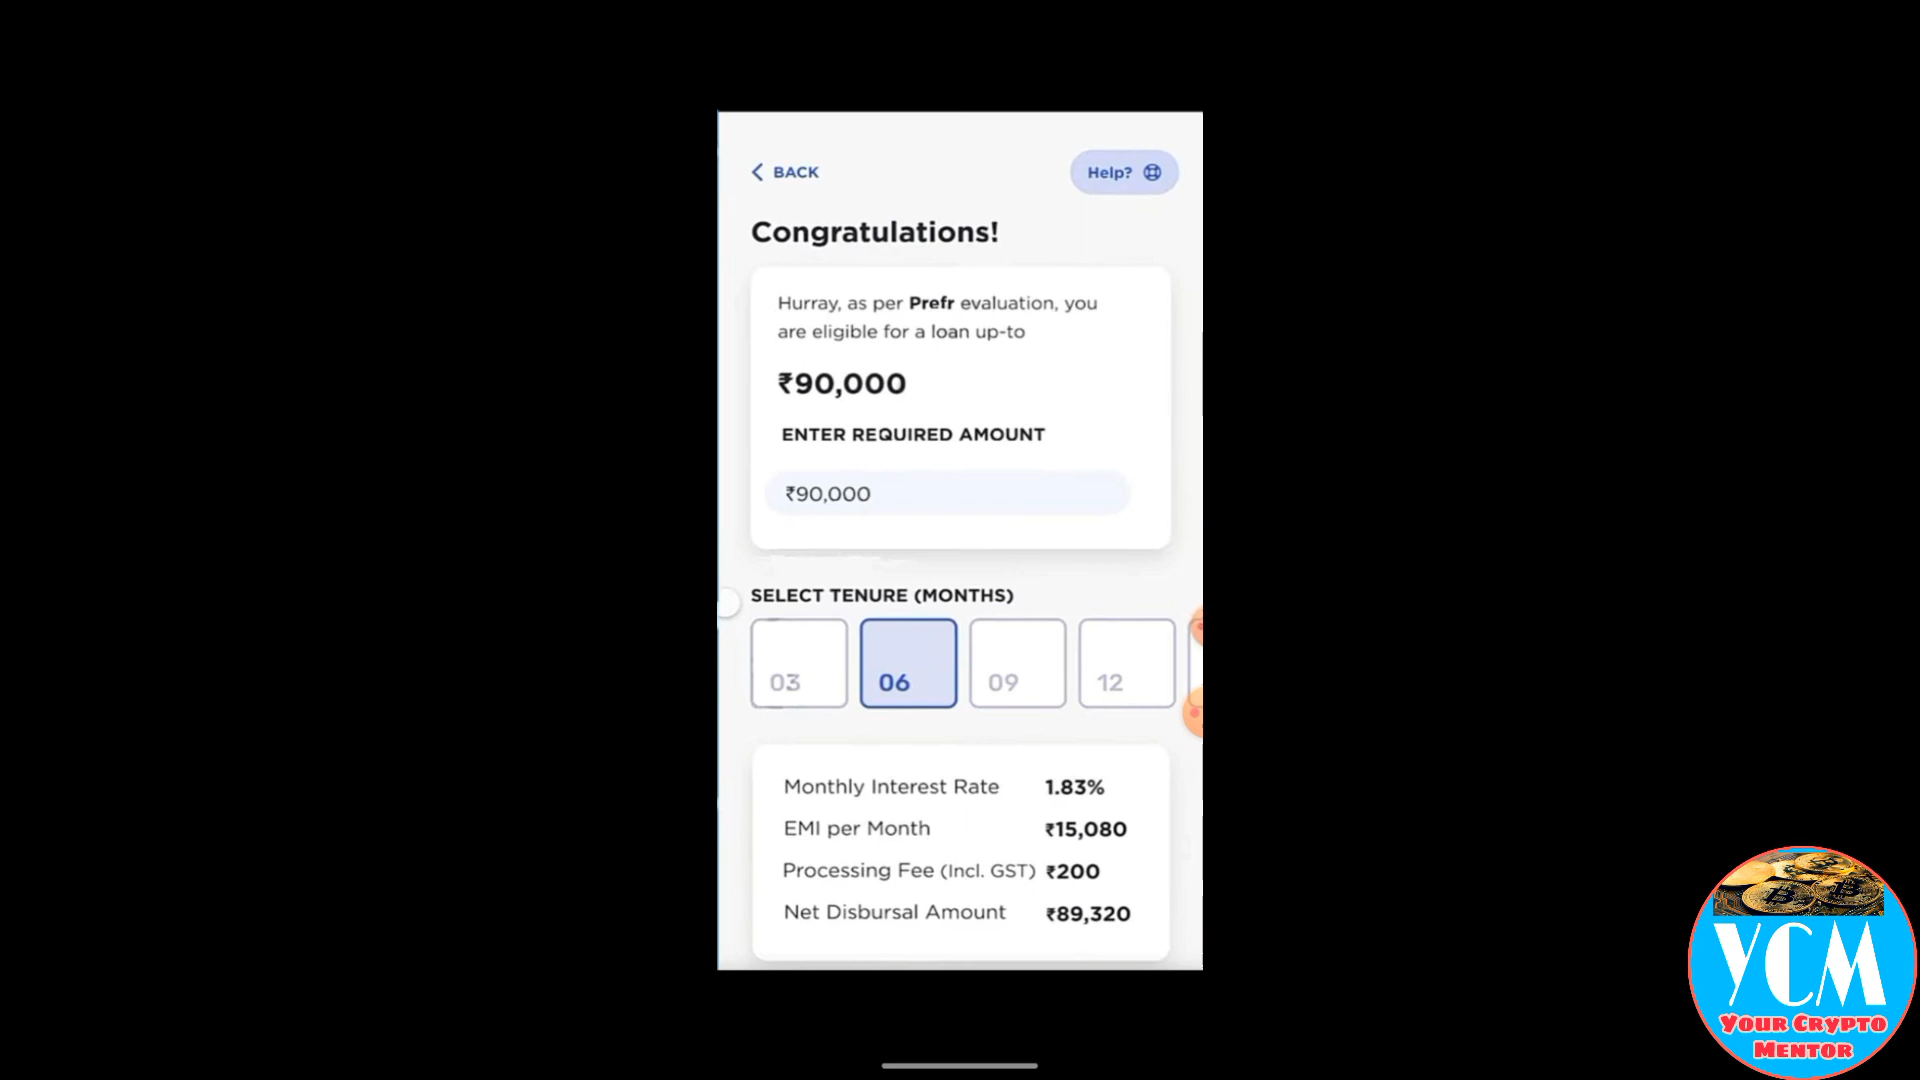 BACK
Help?
Congratulations!
Hurray, as per Prefr evaluation, you
are eligible for a loan up-to
₹90,000
ENTER REQUIRED AMOUNT
₹90,000
SELECT TENURE (MONTHS)
03 06 09 12
Monthly Interest Rate 1.83%
EMI per Month ₹15,080
Processing Fee (Incl. GST) ₹200
Net Disbursal Amount ₹89,320
YCM
Your Crypto
Mentor